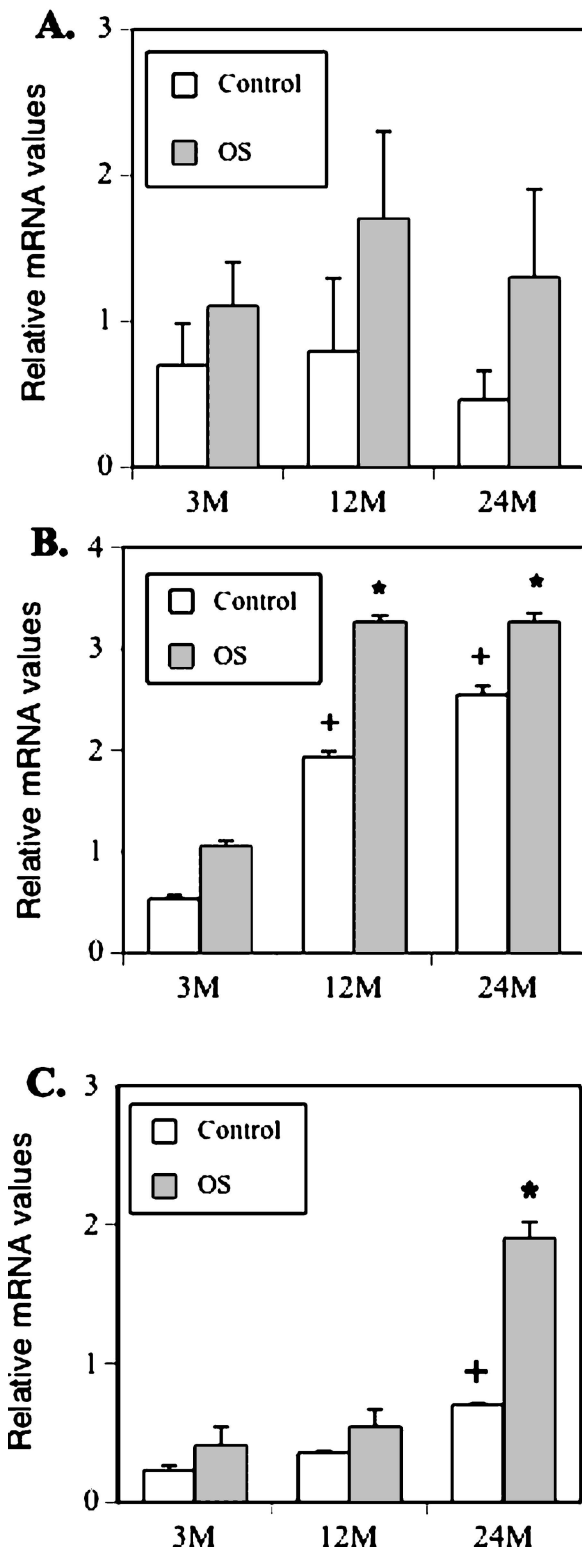 A.
3
Control
OS
2
1
0
Relative mRNA values
3M 12M 24M
B.
4
Control
OS
*
*
3
+
+
2
1
0
Relative mRNA values
3M 12M 24M
C.
3
Control
OS
*
2
+
1
0
Relative mRNA values
3M 12M 24M